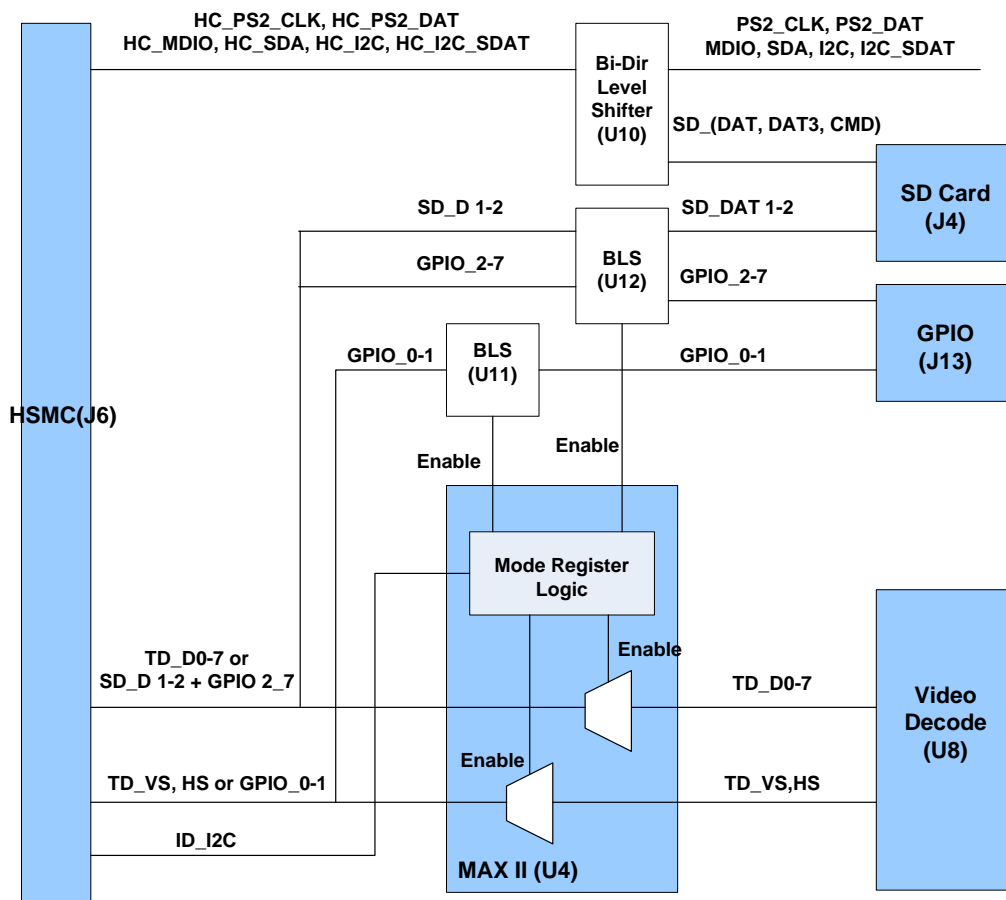 HC_PS2_CLK, HC_PS2_DAT
HC_MDIO, HC_SDA, HC_I2C, HC_I2C_SDAT
PS2_CLK, PS2_DAT
MDIO, SDA, I2C, I2C_SDAT
Bi-Dir
Level
Shifter
(U10)
SD_(DAT, DAT3, CMD)
SD Card
(J4)
SD_D 1-2
SD_DAT 1-2
BLS
(U12)
GPIO_2-7
GPIO_2-7
GPIO
(J13)
GPIO_0-1
BLS
(U11)
GPIO_0-1
HSMC(J6)
Enable
Enable
Mode Register
Logic
Enable
TD_D0-7 or
SD_D 1-2 + GPIO 2_7
TD_D0-7
Video
Decode
(U8)
Enable
TD_VS, HS or GPIO_0-1
TD_VS,HS
ID_I2C
MAX II (U4)